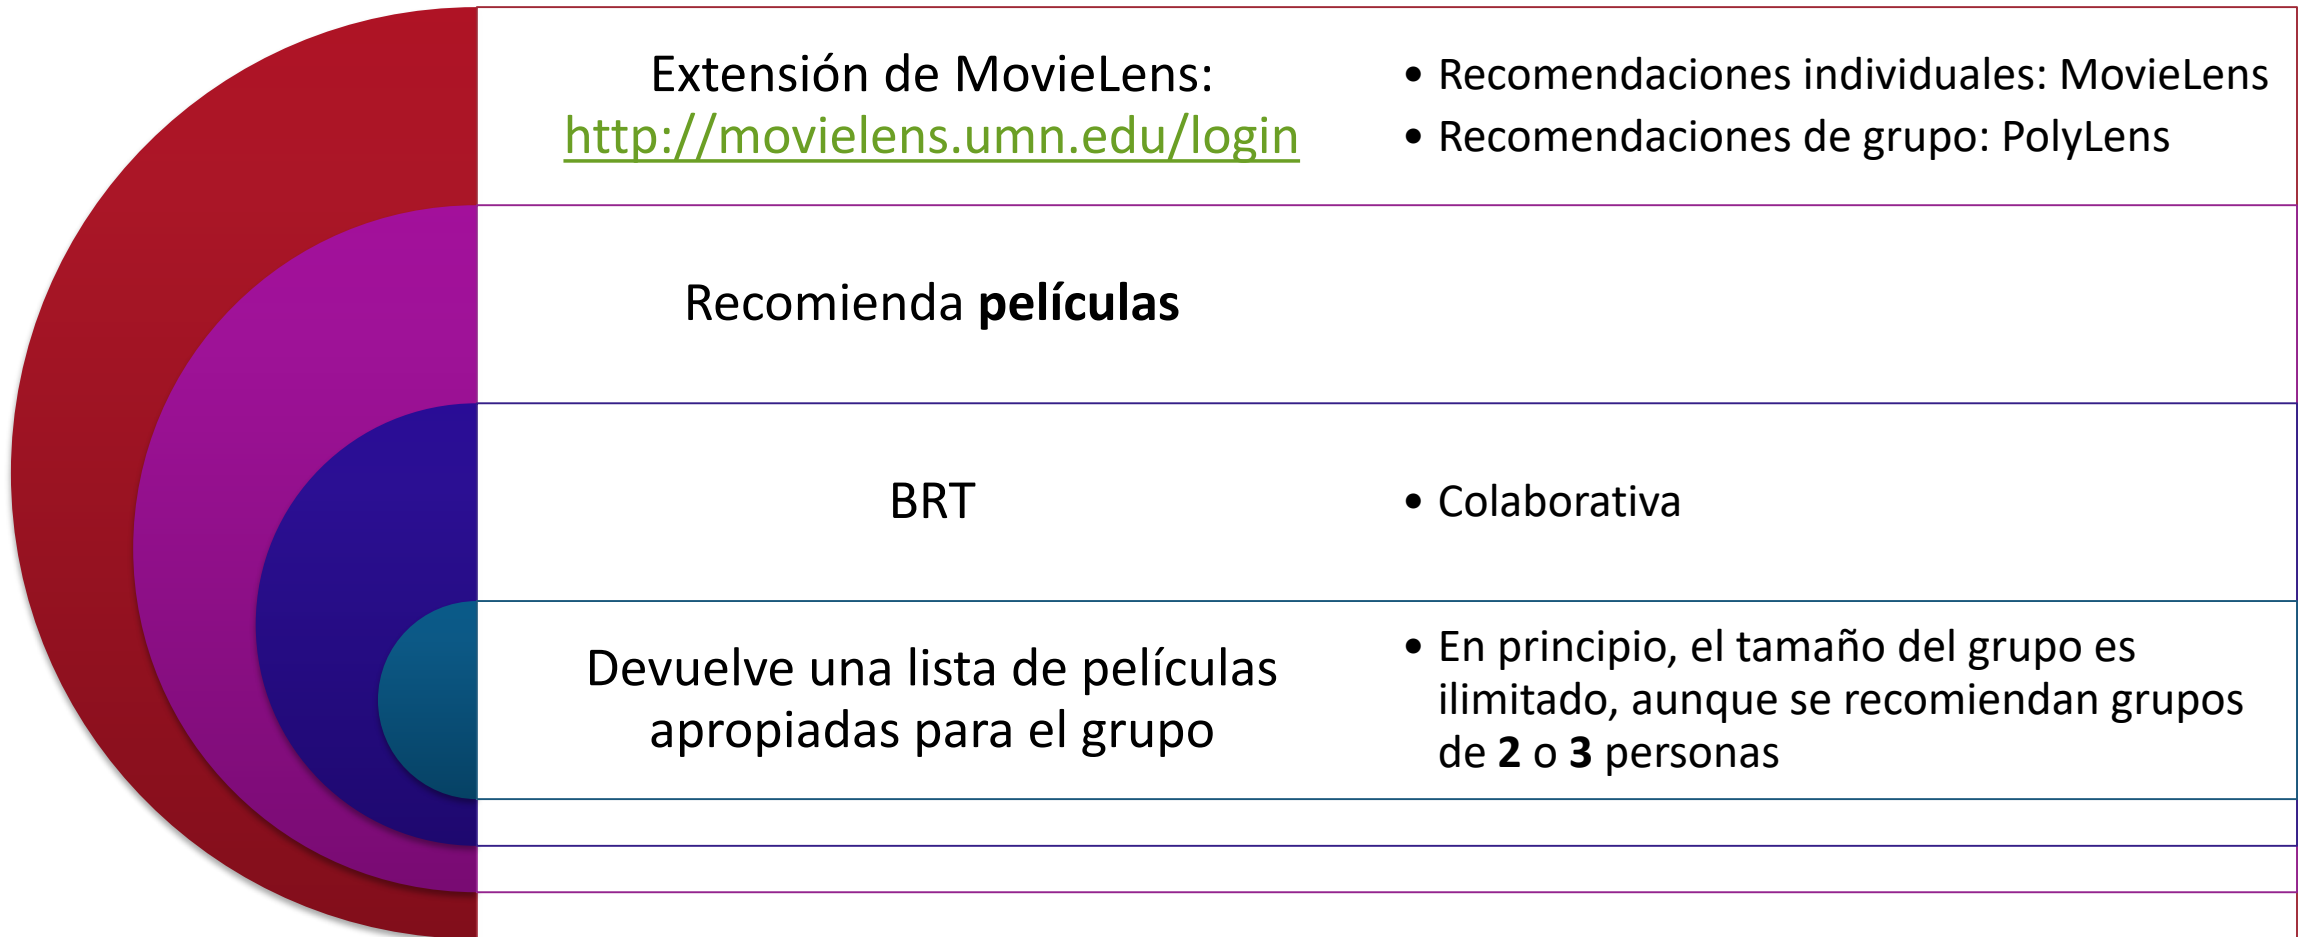 Extensión de MovieLens:
http://movielens.umn.edu/login
• Recomendaciones individuales: MovieLens
• Recomendaciones de grupo: PolyLens
Recomienda películas
BRT
• Colaborativa
Devuelve una lista de películas
apropiadas para el grupo
• En principio, el tamaño del grupo es
ilimitado, aunque se recomiendan grupos
de 2 o 3 personas